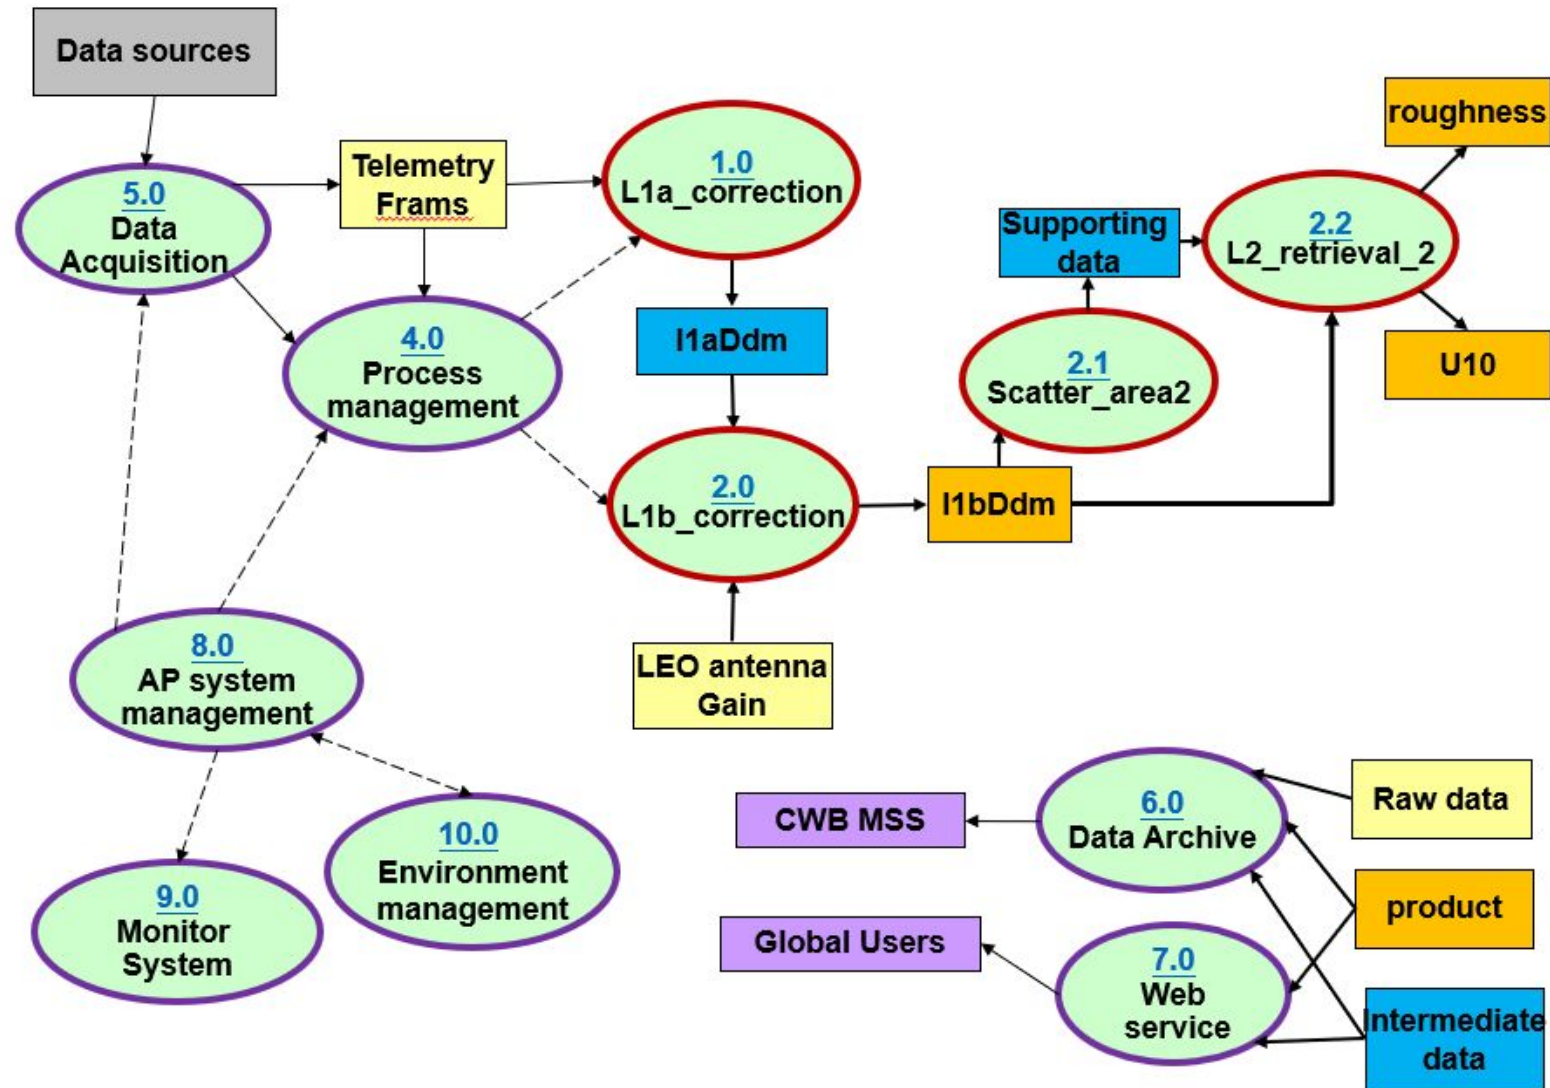 Data sources
5.0
Data
Acquisition
Telemetry
Frams
1.0
L1a_correction
4.0
Process
management
l1aDdm
2.0
L1b_correction
LEO antenna
Gain
l1bDdm
2.1
Scatter_area2
Supporting
data
2.2
L2_retrieval_2
roughness
U10
8.0
AP system
management
9.0
Monitor
System
10.0
Environment
management
CWB MSS
Global Users
6.0
Data Archive
7.0
Web
service
Raw data
product
Intermediate
data